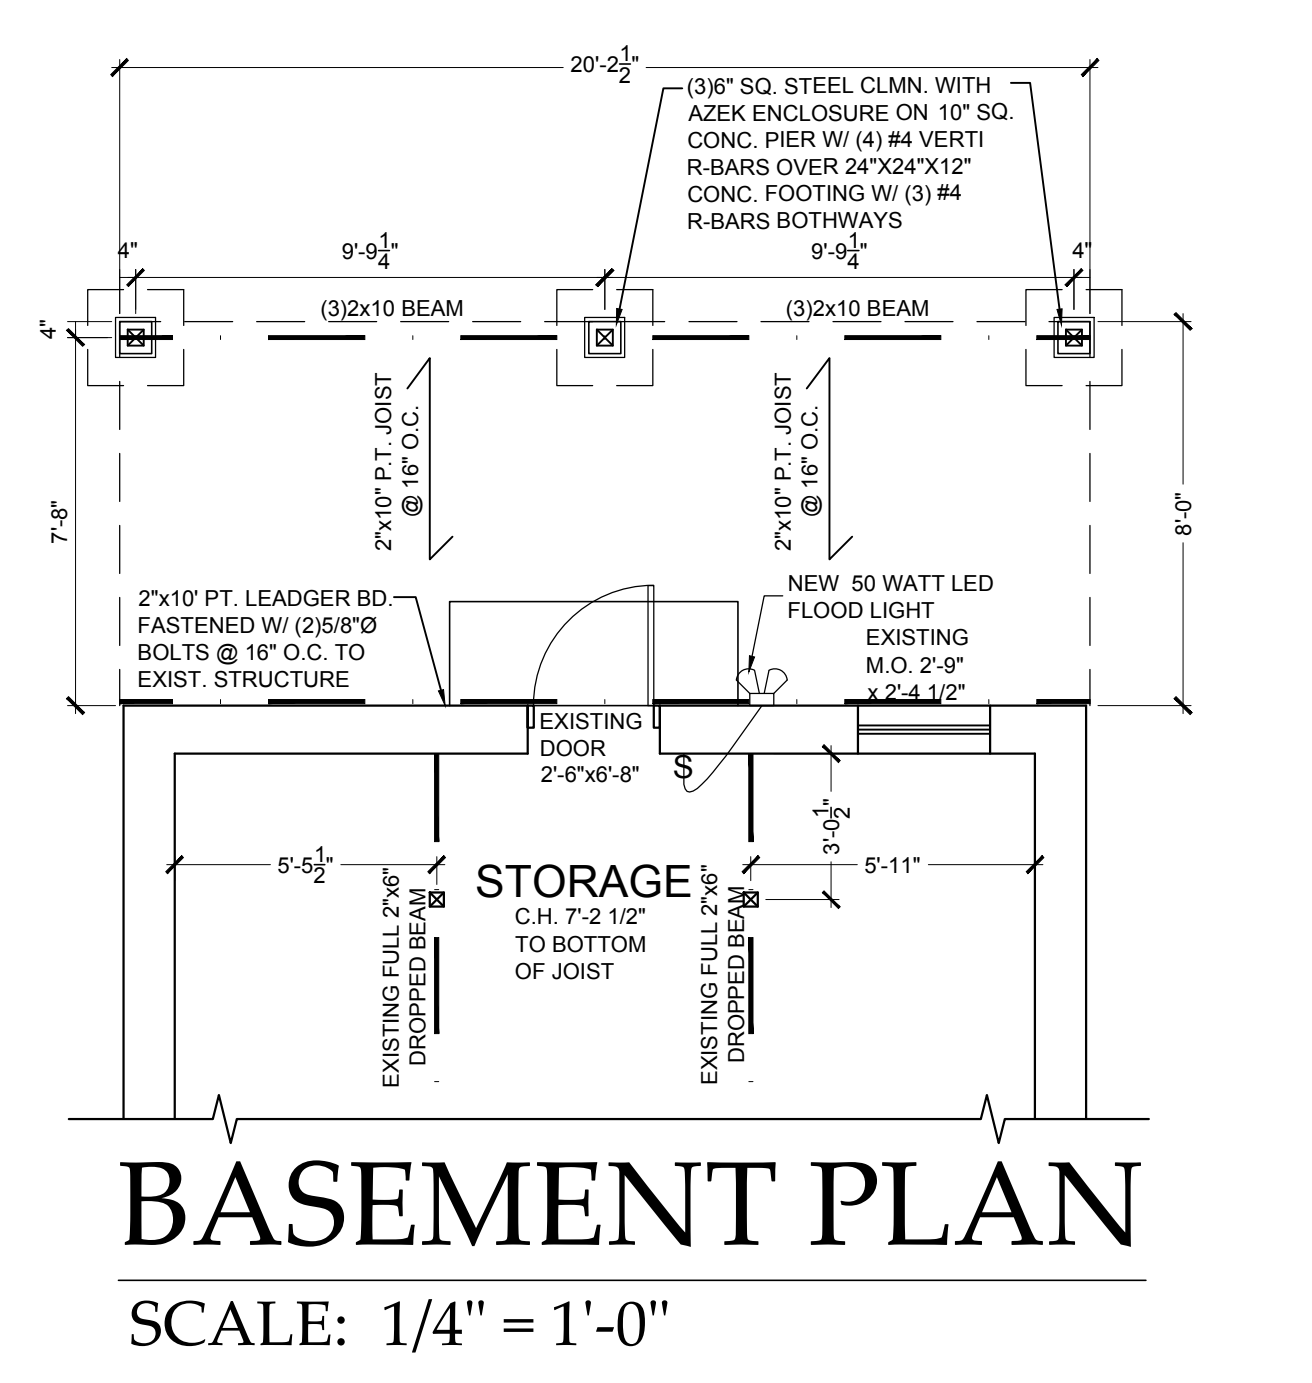 20'-2 1/2"
(3)6" SQ. STEEL CLMN. WITH
AZEK ENCLOSURE ON 10" SQ.
CONC. PIER W/ (4) #4 VERTI
R-BARS OVER 24"X24"X12"
CONC. FOOTING W/ (3) #4
R-BARS BOTHWAYS
4"
9'-9 1/4"
9'-9 1/4"
4"
4"
(3)2x10 BEAM
(3)2x10 BEAM
2"x10" P.T. JOIST
@ 16" O.C.
2"x10" P.T. JOIST
@ 16" O.C.
7'-8"
8'-0"
2"x10' PT. LEADGER BD.
FASTENED W/ (2)5/8"Ø
BOLTS @ 16" O.C. TO
EXIST. STRUCTURE
NEW 50 WATT LED
FLOOD LIGHT
EXISTING
M.O. 2'-9"
x 2'-4 1/2"
EXISTING
DOOR
2'-6"x6'-8"
S
3'-0 1/2"
5'-5 1/2"
5'-11"
STORAGE
C.H. 7'-2 1/2"
TO BOTTOM
OF JOIST
EXISTING FULL 2"x6"
DROPPED BEAM
EXISTING FULL 2"x6"
DROPPED BEAM
BASEMENT PLAN
SCALE: 1/4" = 1'-0"